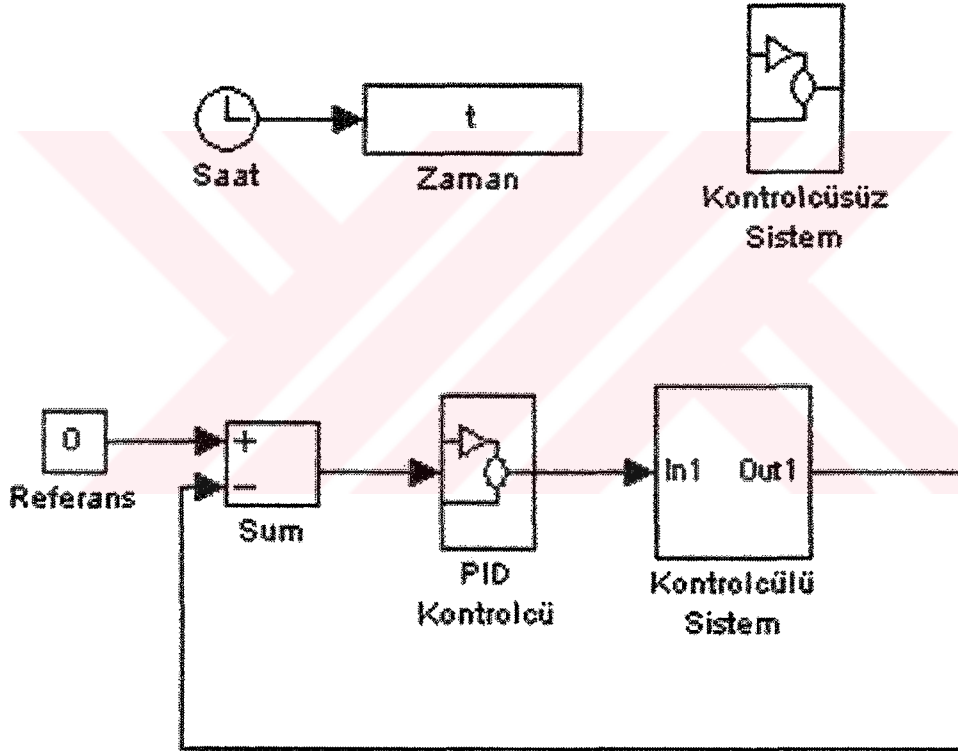 t
Saat
Zaman
Kontrolcüsüz
Sistem
0
+
−
Referans
Sum
PID
Kontrolcü
In1 Out1
Kontrolcülü
Sistem